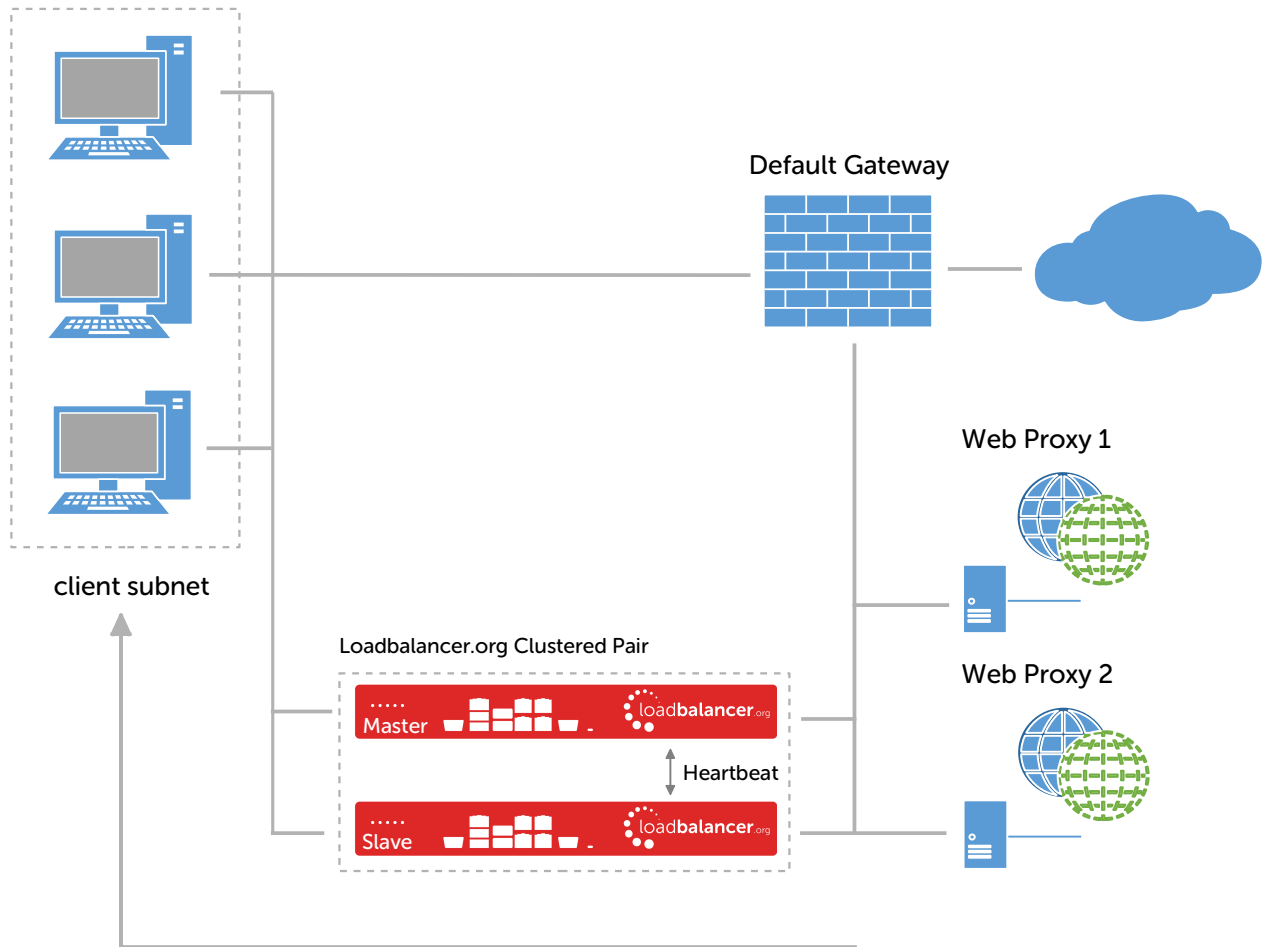 Default Gateway
Web Proxy 1
client subnet
Loadbalancer.org Clustered Pair
Master
loadbalancer.org
Web Proxy 2
Heartbeat
Slave
loadbalancer.org